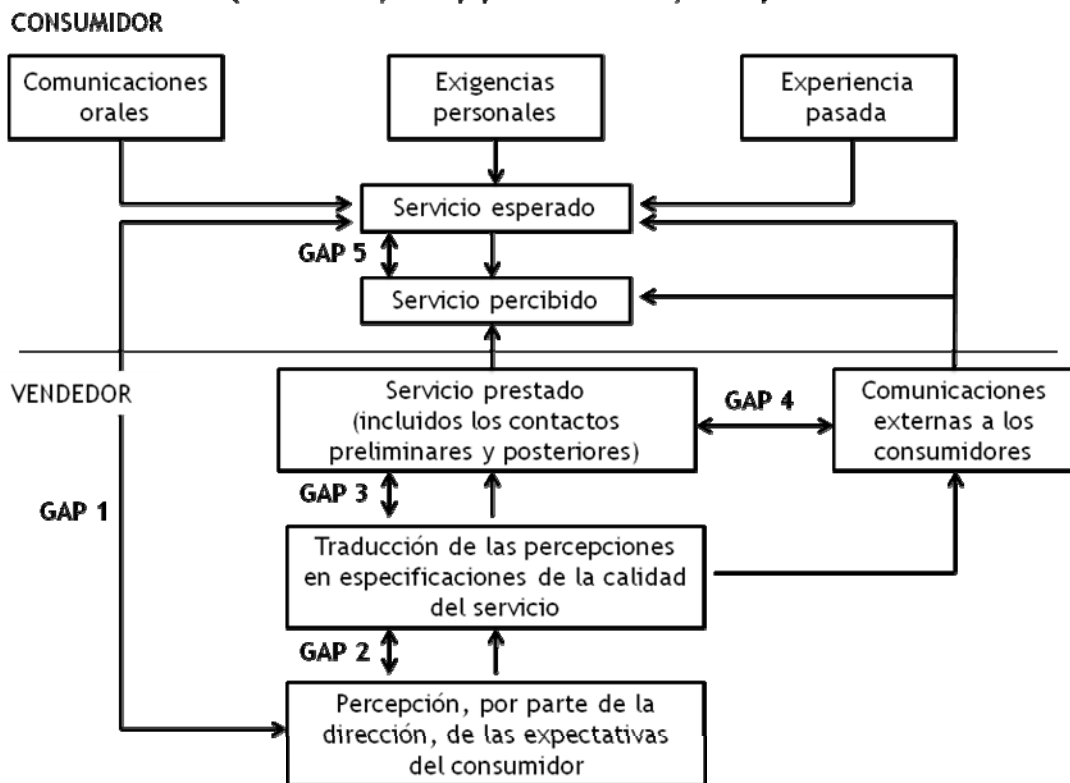 CONSUMIDOR
Comunicaciones
orales
Exigencias
personales
Experiencia
pasada
Servicio esperado
GAP 5
Servicio percibido
VENDEDOR
Servicio prestado
(incluidos los contactos
preliminares y posteriores)
GAP 4
Comunicaciones
externas a los
consumidores
GAP 3
GAP 1
Traducción de las percepciones
en especificaciones de la calidad
del servicio
GAP 2
Percepción, por parte de la
dirección, de las expectativas
del consumidor